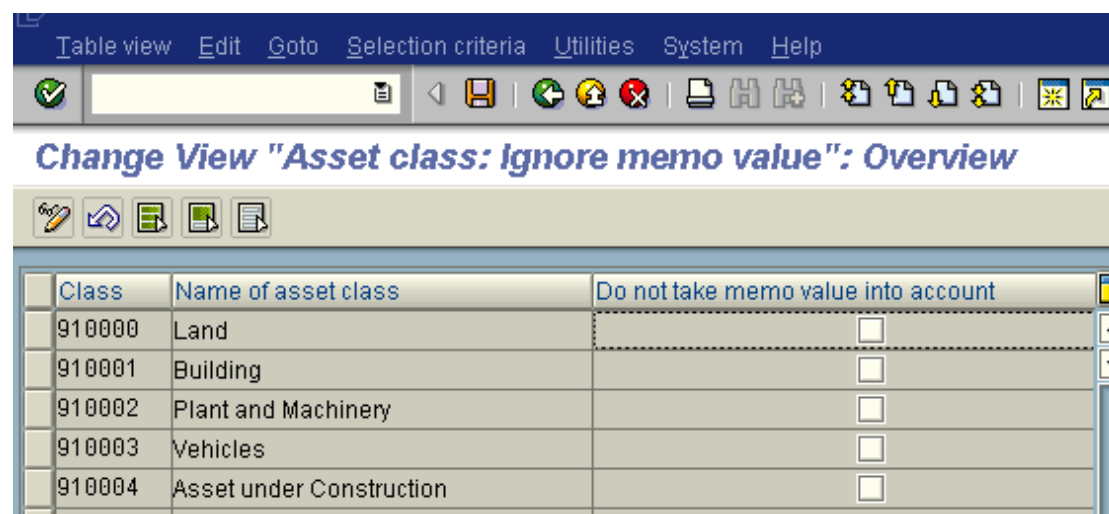 Table view Edit Goto Selection criteria Utilities System Help
Change View "Asset class: Ignore memo value": Overview
Class Name of asset class Do not take memo value into account
910000 Land
910001 Building
910002 Plant and Machinery
910003 Vehicles
910004 Asset under Construction